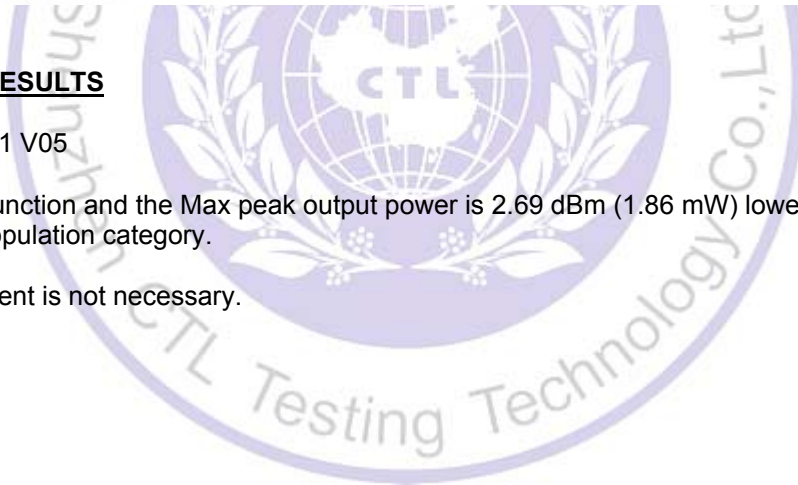 ESULTS
1 V05
unction and the Max peak output power is 2.69 dBm (1.86 mW) lowe
opulation category.
ent is not necessary.
CTL
Shenzhen CTL Testing Technology Co., Ltd